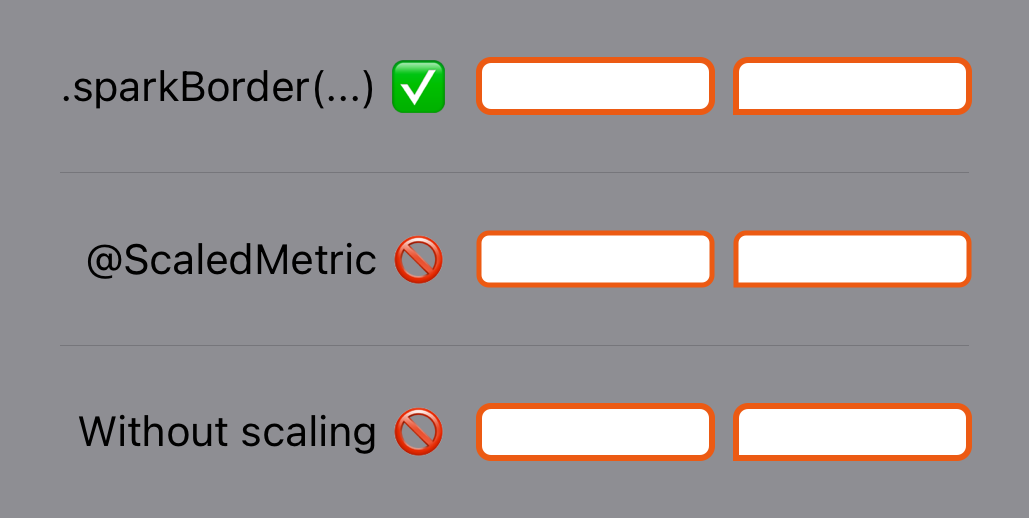 .sparkBorder(...) ✅
@ScaledMetric 🚫
Without scaling 🚫